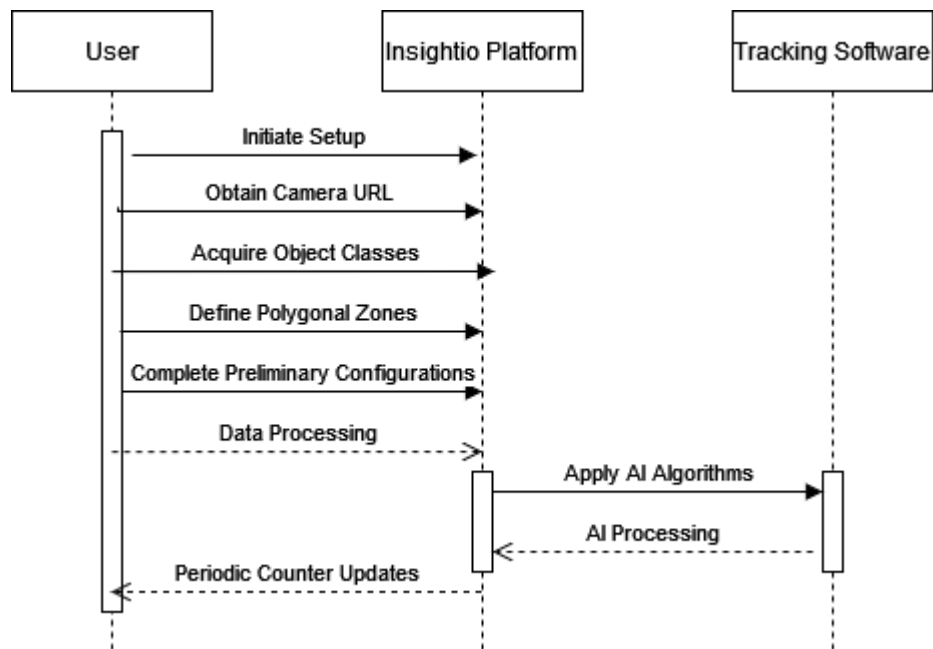 User
Insightio Platform
Tracking Software
Initiate Setup
Obtain Camera URL
Acquire Object Classes
Define Polygonal Zones
Complete Preliminary Configurations
Data Processing
Apply AI Algorithms
AI Processing
Periodic Counter Updates